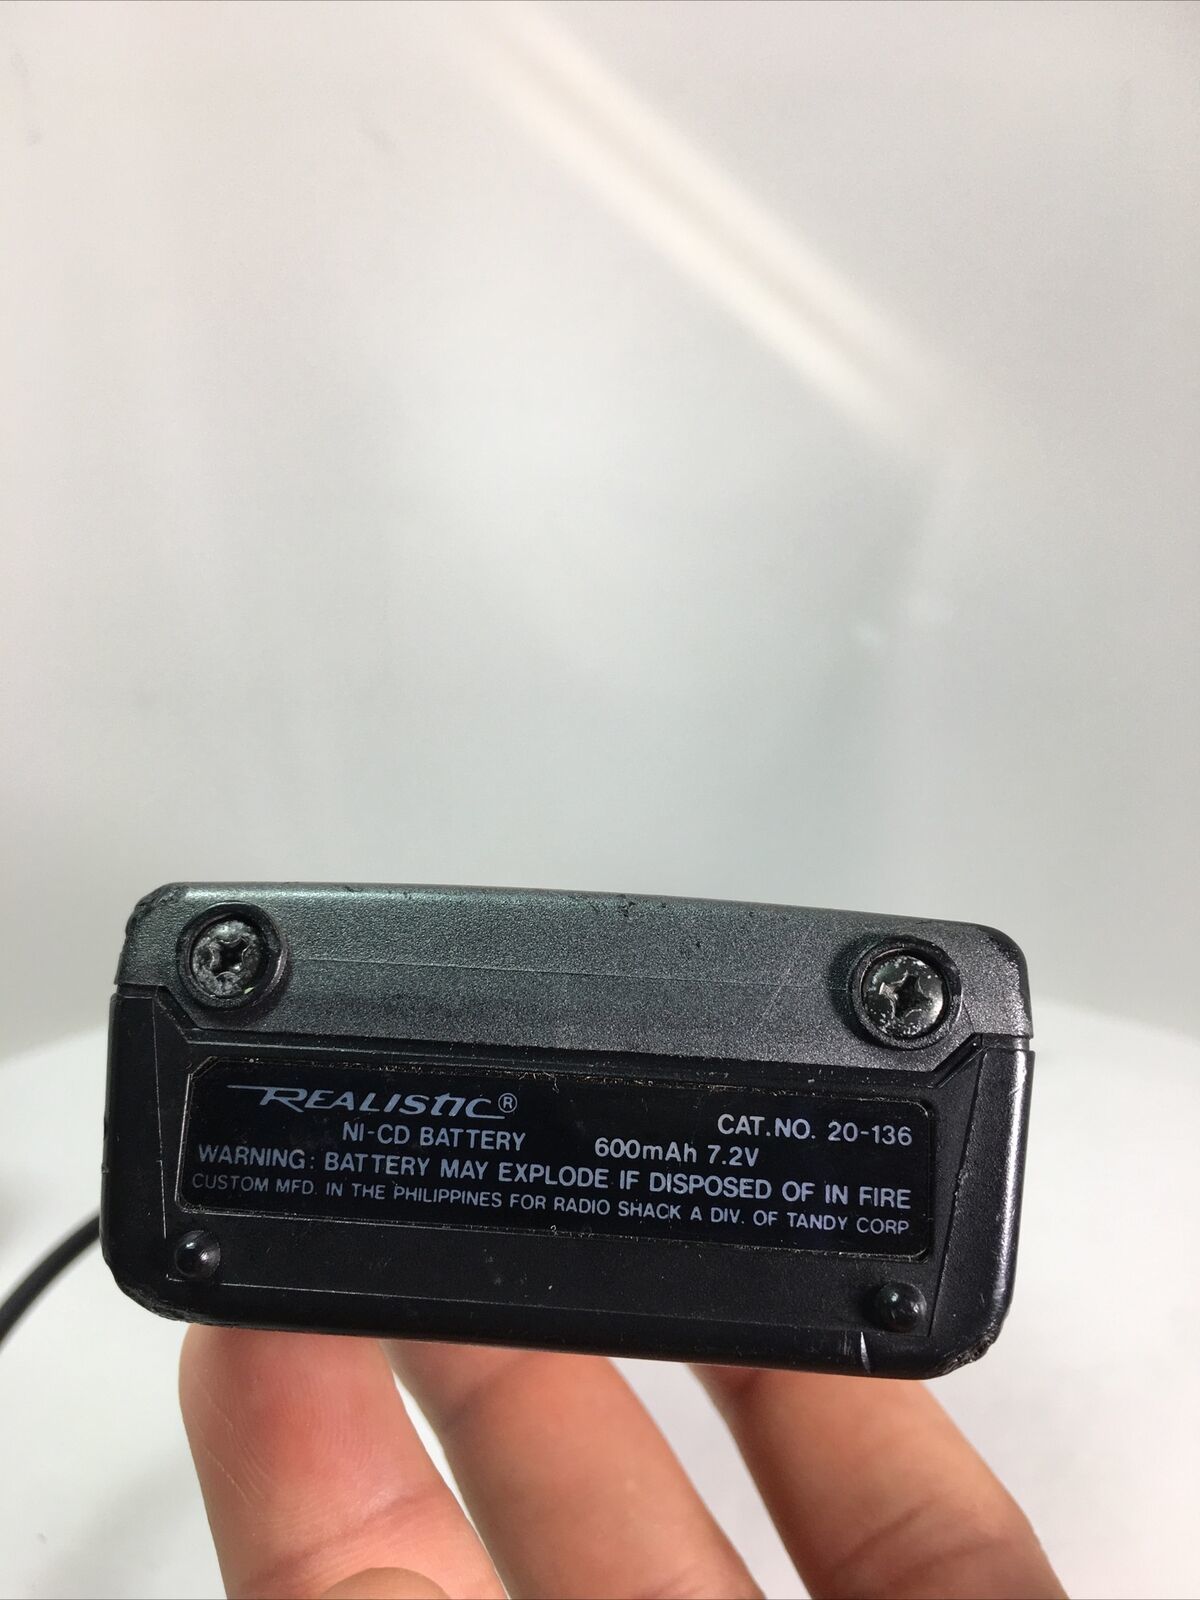 REALISTIC®
CAT.NO. 20-136
NI-CD BATTERY 600mAh 7.2V
WARNING: BATTERY MAY EXPLODE IF DISPOSED OF IN FIRE
CUSTOM MFD. IN THE PHILIPPINES FOR RADIO SHACK A DIV. OF TANDY CORP